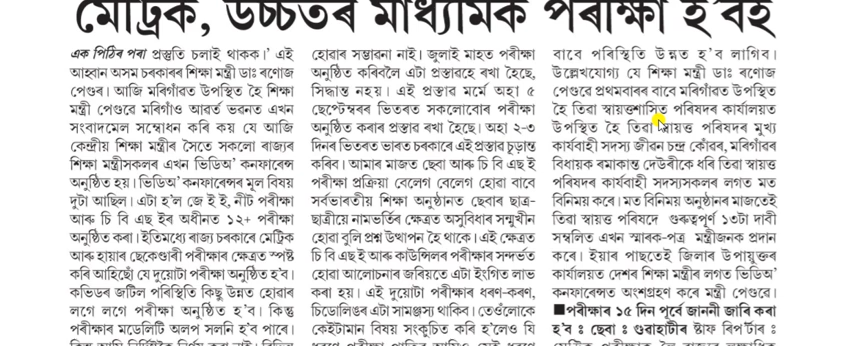 মেট্ৰিক, উচ্চতৰ মাধ্যমিক পৰীক্ষা হ'বই
এক পিঠিৰ পৰা প্ৰস্তুতি চলাই থাকক।' এই
আহ্বান অসম চৰকাৰৰ শিক্ষা মন্ত্ৰী ডাঃ ৰণোজ
পেগুৰ। আজি মৰিগাঁৱত উপস্থিত হৈ শিক্ষা
মন্ত্ৰী পেগুৱে মৰিগাঁও আৱৰ্ত ভৱনত এখন
সংবাদমেল সম্বোধন কৰি কয় যে আজি
কেন্দ্ৰীয় শিক্ষা মন্ত্ৰীৰ সৈতে সকলো ৰাজ্যৰ
শিক্ষা মন্ত্ৰীসকলৰ এখন ভিডিঅ' কনফাৰেন্স
অনুষ্ঠিত হয়। ভিডিঅ' কনফাৰেন্সৰ মূল বিষয়
দুটা আছিল। এটা হ'ল জে ই ই, নীট পৰীক্ষা
আৰু চি বি এছ ইৰ অধীনত ১২+ পৰীক্ষা
অনুষ্ঠিত কৰা। ইতিমধ্যে ৰাজ্য চৰকাৰে মেট্ৰিক
আৰু হায়াৰ ছেকেণ্ডাৰী পৰীক্ষাৰ ক্ষেত্ৰত স্পষ্ট
কৰি আহিছোঁ যে দুয়োটা পৰীক্ষা অনুষ্ঠিত হ'ব।
কভিডৰ জটিল পৰিস্থিতি কিছু উন্নত হোৱাৰ
লগে লগে পৰীক্ষা অনুষ্ঠিত হ'ব। কিন্তু
পৰীক্ষাৰ মডেলিটি অলপ সলনি হ'ব পাৰে।
হোৱাৰ সম্ভাৱনা নাই। জুলাই মাহত পৰীক্ষা
অনুষ্ঠিত কৰিবলৈ এটা প্ৰস্তাৱহে ৰখা হৈছে,
সিদ্ধান্ত নহয়। এই প্ৰস্তাৱ মৰ্মে অহা ৫
ছেপ্টেম্বৰৰ ভিতৰত সকলোবোৰ পৰীক্ষা
অনুষ্ঠিত কৰাৰ প্ৰস্তাৱ ৰখা হৈছে। অহা ২-৩
দিনৰ ভিতৰত ভাৰত চৰকাৰে এই প্ৰস্তাৱ চূড়ান্ত
কৰিব। আমাৰ মাজত ছেবা আৰু চি বি এছ ই
পৰীক্ষা প্ৰক্ৰিয়া বেলেগ বেলেগ হোৱা বাবে
সৰ্বভাৰতীয় শিক্ষা অনুষ্ঠানত ছেবাৰ ছাত্ৰ-
ছাত্ৰীয়ে নামভৰ্তিৰ ক্ষেত্ৰত অসুবিধাৰ সন্মুখীন
হোৱা বুলি প্ৰশ্ন উত্থাপন হৈ থাকে। এই ক্ষেত্ৰত
চি বি এছ ই আৰু কাউন্সিলৰ পৰীক্ষাৰ সন্দৰ্ভত
হোৱা আলোচনাৰ জৰিয়তে এটা ইংগিত লাভ
কৰা হয়। এই দুয়োটা পৰীক্ষাৰ ধৰণ-কৰণ,
চিডোলিডৰ এটা সামঞ্জস্য থাকিব। তেওঁলোকে
কেইটামান বিষয় সংকুচিত কৰি হ'লেও যি
বাবে পৰিস্থিতি উন্নত হ'ব লাগিব।
উল্লেখযোগ্য যে শিক্ষা মন্ত্ৰী ডাঃ ৰণোজ
পেগুৱে প্ৰথমবাৰৰ বাবে মৰিগাঁৱত উপস্থিত
হৈ তিৱা স্বায়ত্তশাসিত পৰিষদৰ কাৰ্যালয়ত
উপস্থিত হৈ তিৱা স্বায়ত্ত পৰিষদৰ মুখ্য
কাৰ্যবাহী সদস্য জীৱন চন্দ্ৰ কোঁৱৰ, মৰিগাঁৱৰ
বিধায়ক ৰমাকান্ত দেউৰীকে ধৰি তিৱা স্বায়ত্ত
পৰিষদৰ কাৰ্যবাহী সদস্যসকলৰ লগত মত
বিনিময় কৰে। মত বিনিময় অনুষ্ঠানৰ মাজতেই
তিৱা স্বায়ত্ত পৰিষদে গুৰুত্বপূৰ্ণ ১৩টা দাবী
সম্বলিত এখন স্মাৰক-পত্ৰ মন্ত্ৰীজনক প্ৰদান
কৰে। ইয়াৰ পাছতেই জিলাৰ উপায়ুক্তৰ
কাৰ্যালয়ত দেশৰ শিক্ষা মন্ত্ৰীৰ লগত ভিডিঅ'
কনফাৰেন্সত অংশগ্ৰহণ কৰে মন্ত্ৰী পেগুৱে।
■পৰীক্ষাৰ ১৫ দিন পূৰ্বে জাননী জাৰি কৰা
হ'ব ঃ ছেবা ঃ গুৱাহাটীৰ ষ্টাফ ৰিপ'ৰ্টাৰ ঃ